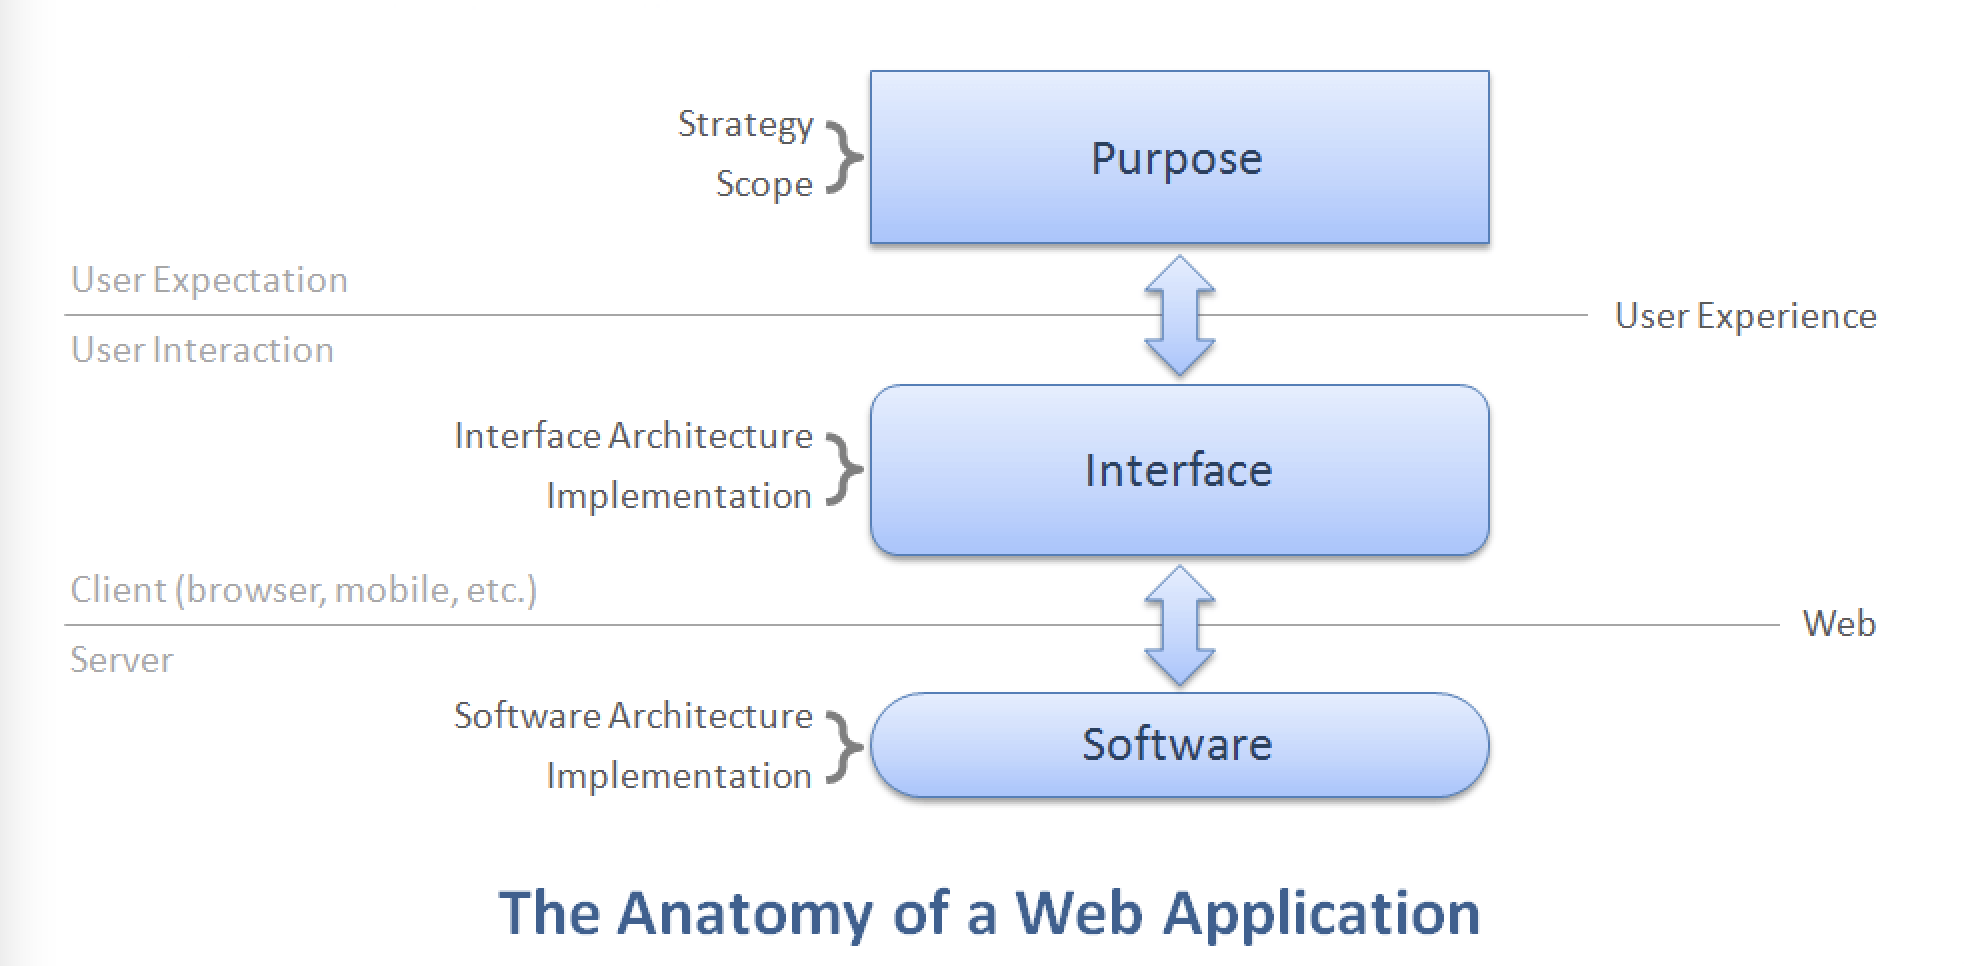 Strategy
Scope
Purpose
User Expectation
User Experience
User Interaction
Interface Architecture
Implementation
Interface
Client (browser, mobile, etc.)
Web
Server
Software Architecture
Implementation
Software
The Anatomy of a Web Application